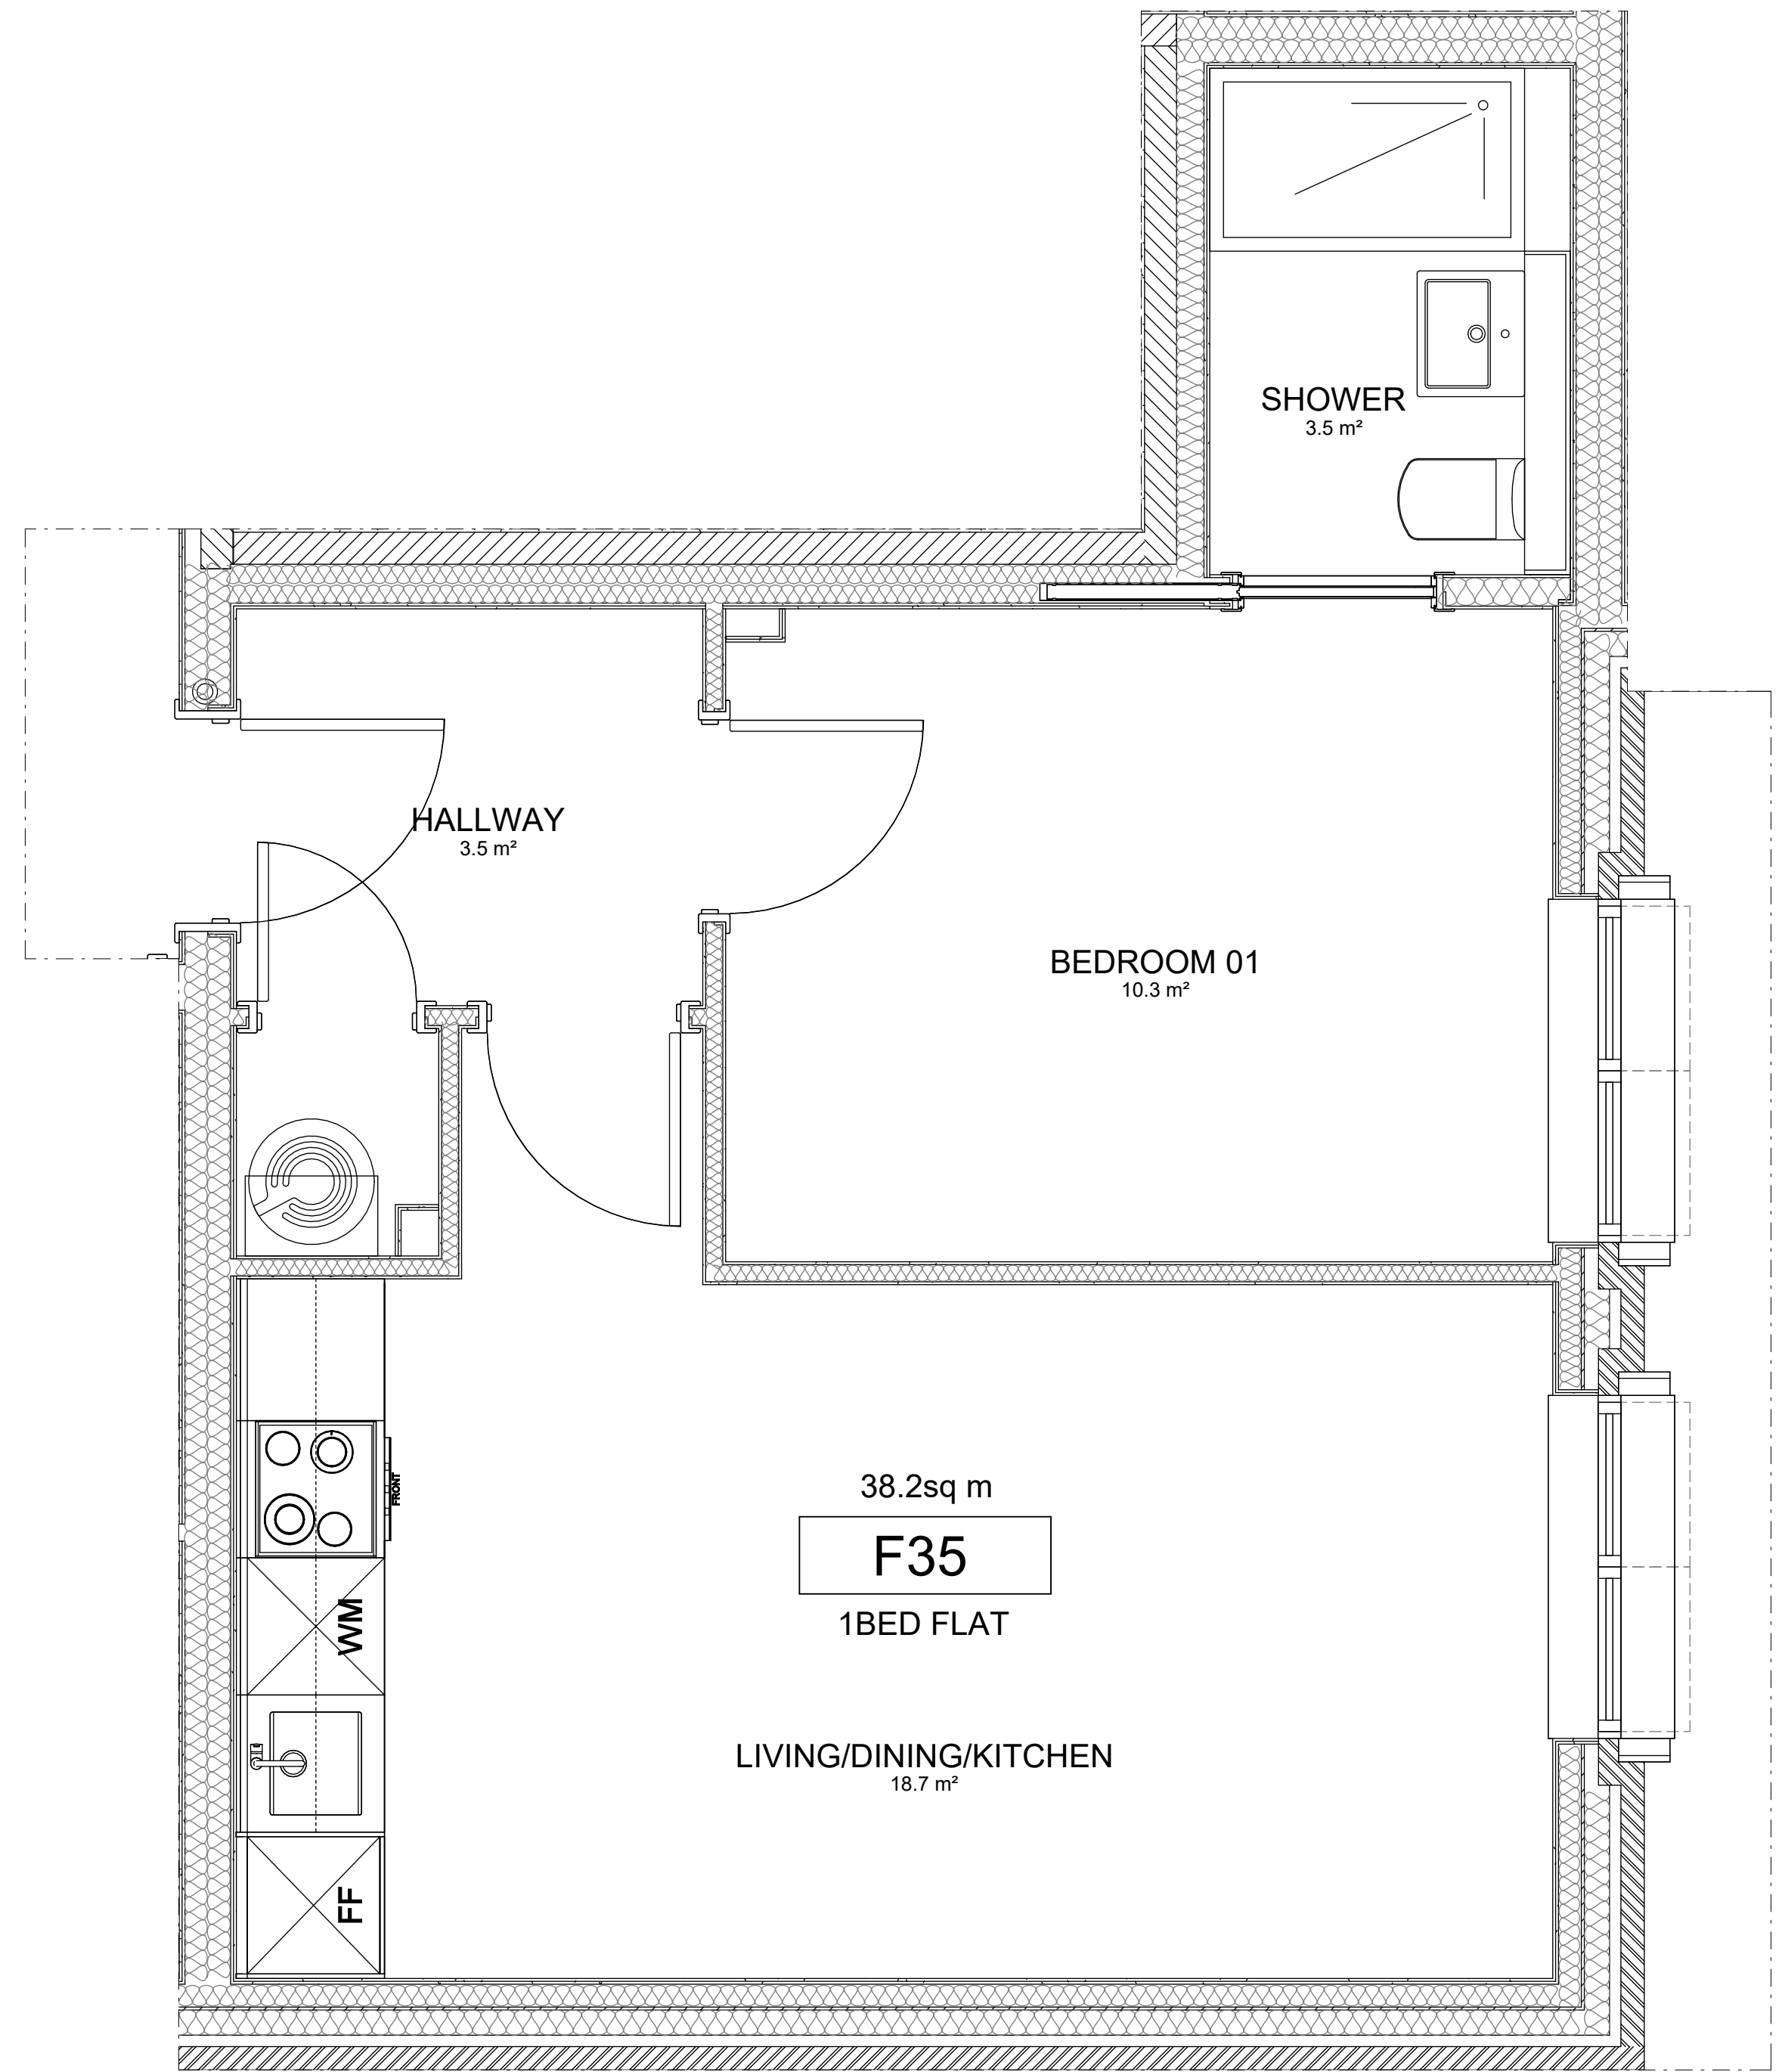 SHOWER
3.5 m²
HALLWAY
3.5 m²
BEDROOM 01
10.3 m²
FRONT
38.2sq m
F35
1BED FLAT
WM
LIVING/DINING/KITCHEN
18.7 m²
FF